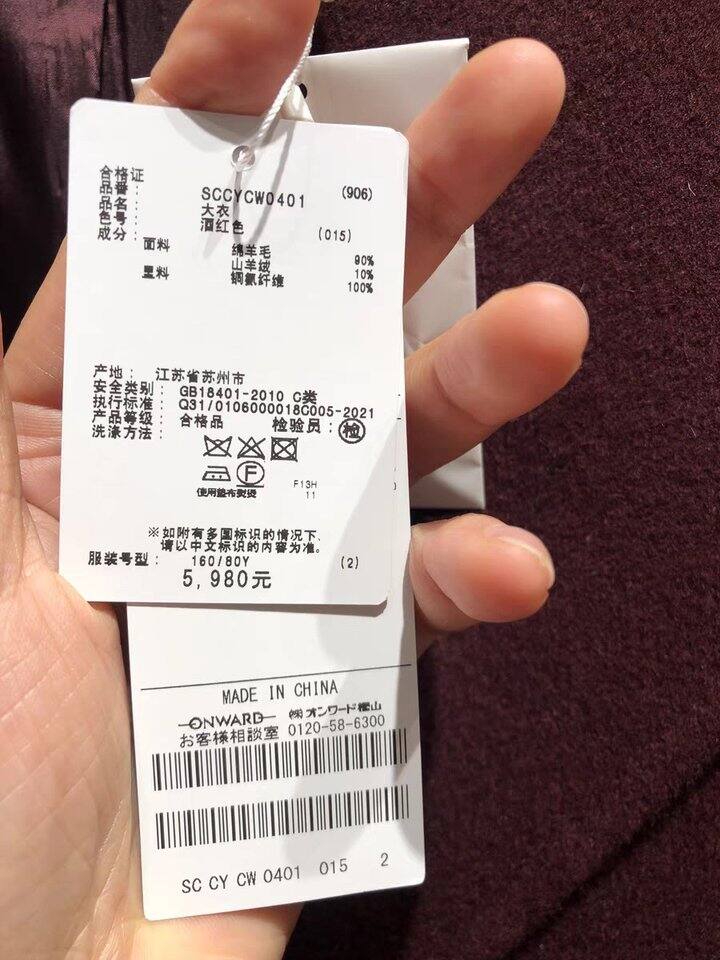 合格证
品番： SCCYCW0401 (906)
品名： 大衣
色号： 酒红色 (015)
成分：
面料 绵羊毛 90%
山羊绒 10%
里料 铜氨纤维 100%
产地： 江苏省苏州市
安全类别： GB18401-2010 C类
执行标准： Q31/0106000018C005-2021
产品等级： 合格品 检验员：検
洗涤方法：
F
使用垫布熨烫
F13H
11
※如附有多国标识的情况下、
请以中文标识的内容为准。
服装号型： 160/80Y (2)
5,980元
MADE IN CHINA
ONWARD ㈱オンワード樫山
お客様相談室 0120-58-6300
SC CY CW 0401 015 2